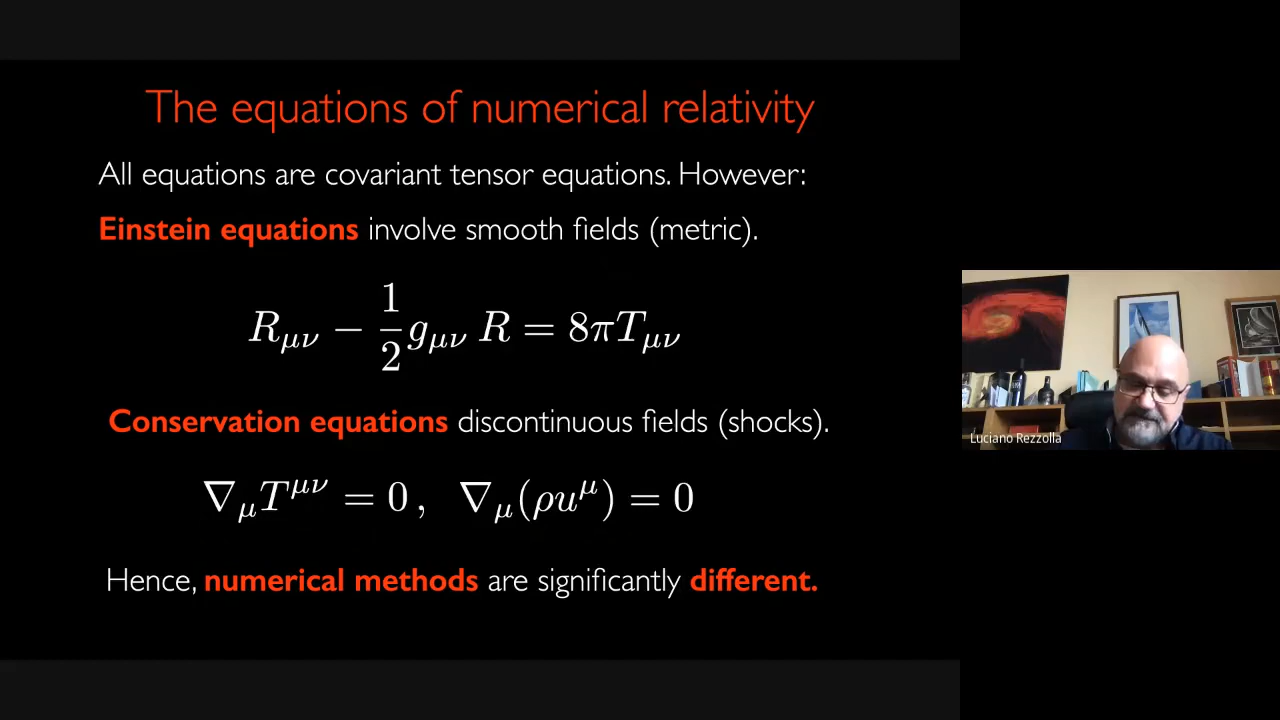 The equations of numerical relativity
All equations are covariant tensor equations. However:
Einstein equations involve smooth fields (metric).
R_{μν} − \frac{1}{2} g_{μν} R = 8πT_{μν}
Conservation equations discontinuous fields (shocks).
∇_μ T^{μν} = 0 , ∇_μ(ρu^μ) = 0
Hence, numerical methods are significantly different.
Luciano Rezzolla